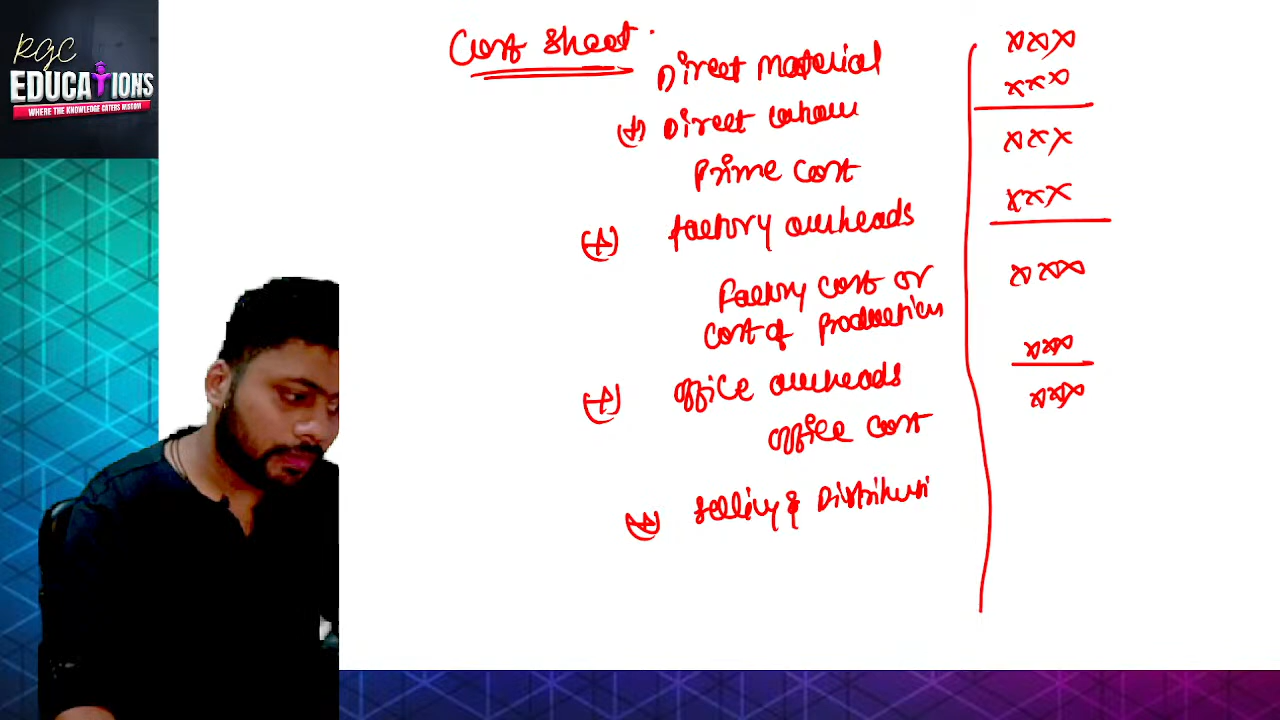 RGC
EDUCATIONS
WHERE THE KNOWLEDGE CATERS WISDOM
Cost Sheet.
Direct material xxx
(+) Direct labour xxx
Prime cost xxx
(+) factory overheads xxx
factory cost or xxx
cost of production
(+) office overheads xxx
office cost xxx
(+) selling & Distributi